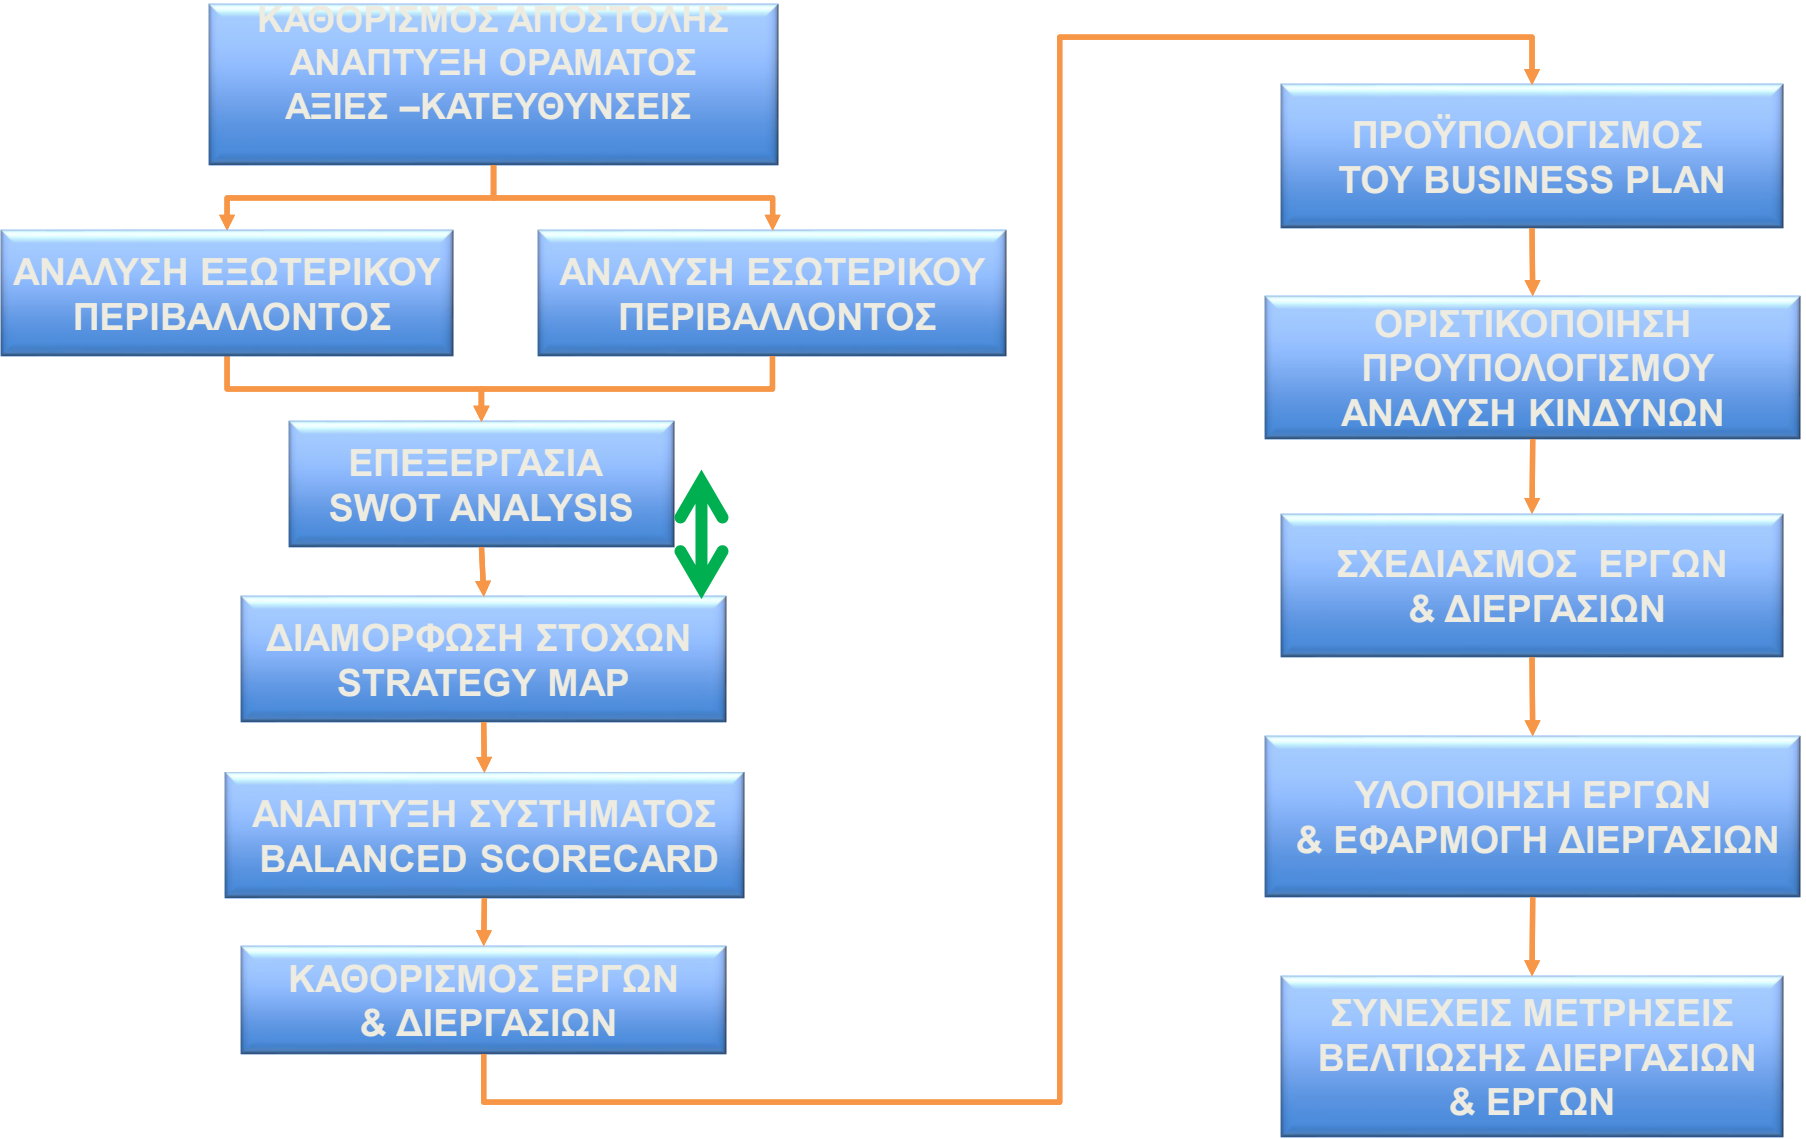 ΚΑΘΟΡΙΣΜΟΣ ΑΠΟΣΤΟΛΗΣ
ΑΝΑΠΤΥΞΗ ΟΡΑΜΑΤΟΣ
ΑΞΙΕΣ –ΚΑΤΕΥΘΥΝΣΕΙΣ
ΑΝΑΛΥΣΗ ΕΞΩΤΕΡΙΚΟΥ
ΠΕΡΙΒΑΛΛΟΝΤΟΣ
ΑΝΑΛΥΣΗ ΕΣΩΤΕΡΙΚΟΥ
ΠΕΡΙΒΑΛΛΟΝΤΟΣ
ΕΠΕΞΕΡΓΑΣΙΑ
SWOT ANALYSIS
ΔΙΑΜΟΡΦΩΣΗ ΣΤΟΧΩΝ
STRATEGY MAP
ΑΝΑΠΤΥΞΗ ΣΥΣΤΗΜΑΤΟΣ
BALANCED SCORECARD
ΚΑΘΟΡΙΣΜΟΣ ΕΡΓΩΝ
& ΔΙΕΡΓΑΣΙΩΝ
ΠΡΟΫΠΟΛΟΓΙΣΜΟΣ
ΤΟΥ BUSINESS PLAN
ΟΡΙΣΤΙΚΟΠΟΙΗΣΗ
ΠΡΟΥΠΟΛΟΓΙΣΜΟΥ
ΑΝΑΛΥΣΗ ΚΙΝΔΥΝΩΝ
ΣΧΕΔΙΑΣΜΟΣ ΕΡΓΩΝ
& ΔΙΕΡΓΑΣΙΩΝ
ΥΛΟΠΟΙΗΣΗ ΕΡΓΩΝ
& ΕΦΑΡΜΟΓΗ ΔΙΕΡΓΑΣΙΩΝ
ΣΥΝΕΧΕΙΣ ΜΕΤΡΗΣΕΙΣ
ΒΕΛΤΙΩΣΗΣ ΔΙΕΡΓΑΣΙΩΝ
& ΕΡΓΩΝ